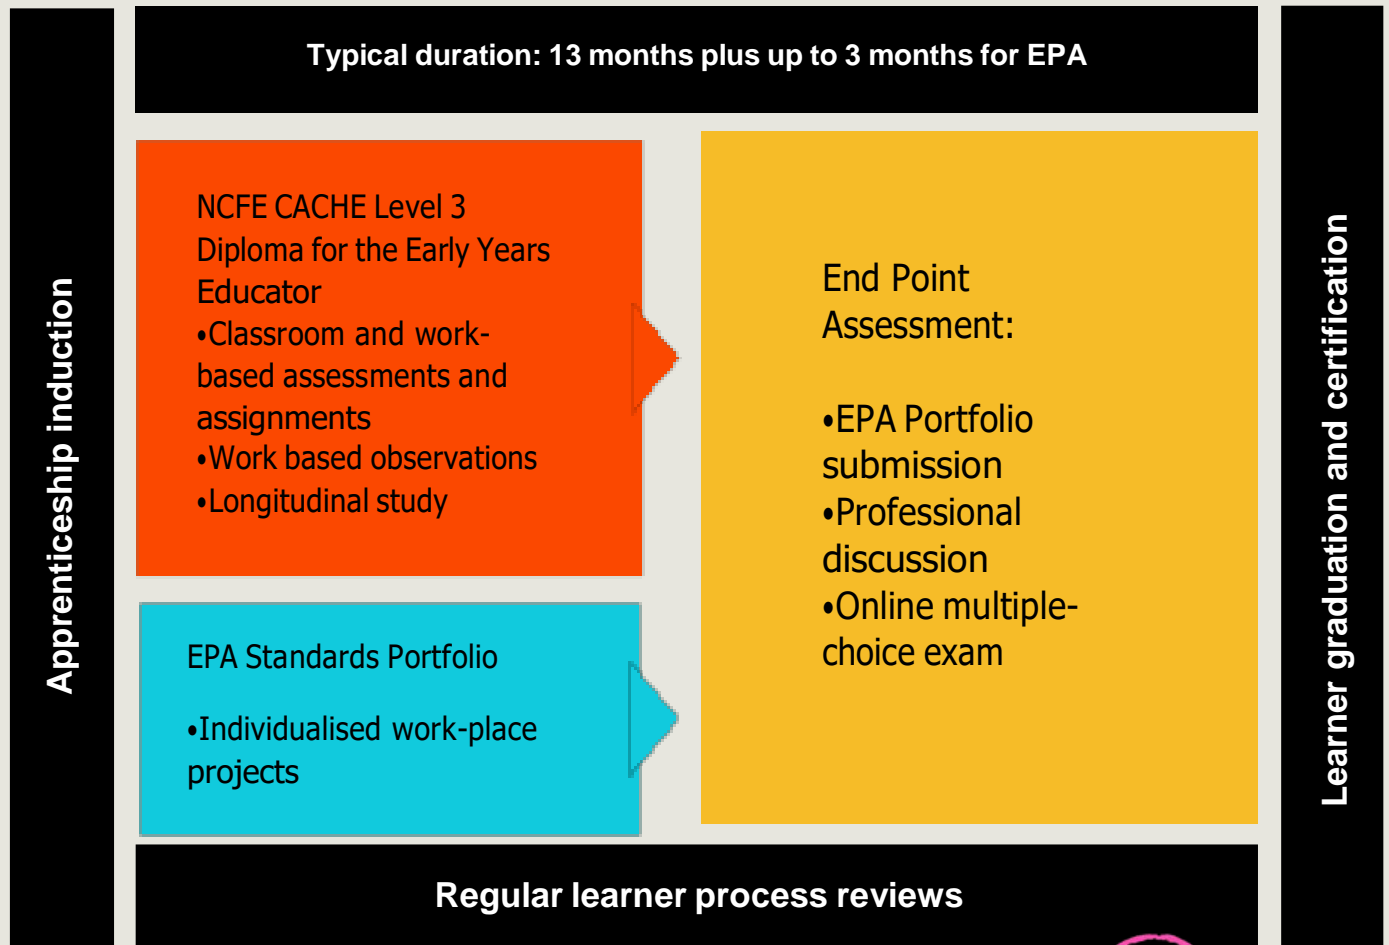 Apprenticeship induction
Typical duration: 13 months plus up to 3 months for EPA
NCFE CACHE Level 3
Diploma for the Early Years
Educator
•Classroom and work-
based assessments and
assignments
•Work based observations
•Longitudinal study
EPA Standards Portfolio
•Individualised work-place
projects
End Point
Assessment:
•EPA Portfolio
submission
•Professional
discussion
•Online multiple-
choice exam
Regular learner process reviews
Learner graduation and certification